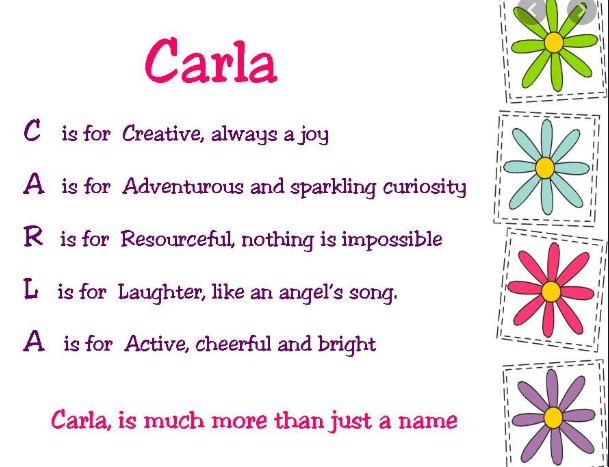 Carla
C is for Creative, always a joy
A is for Adventurous and sparkling curiosity
R is for Resourceful, nothing is impossible
L is for Laughter, like an angel's song.
A is for Active, cheerful and bright
Carla, is much more than just a name